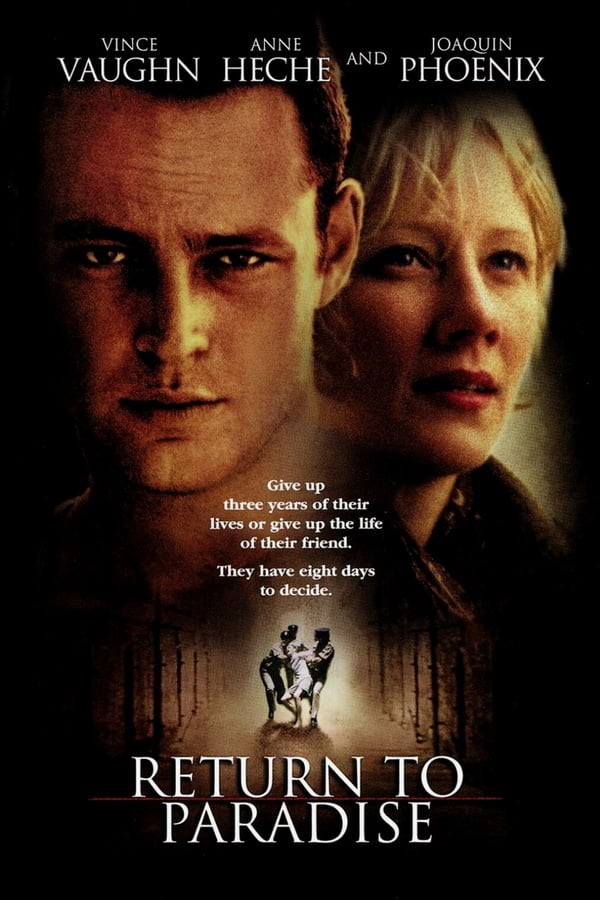 VINCE VAUGHN
ANNE HECHE
AND
JOAQUIN PHOENIX
Give up
three years of their
lives or give up the life
of their friend.
They have eight days
to decide.
RETURN TO
PARADISE